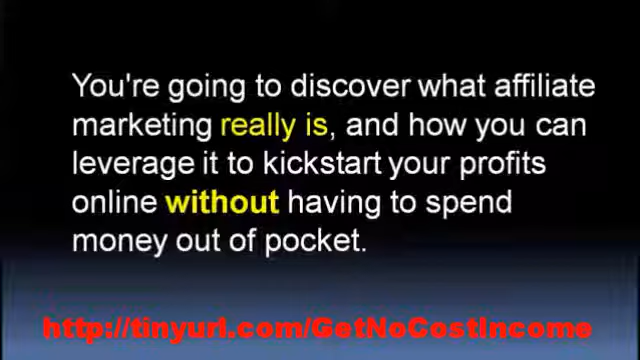 You're going to discover what affiliate
marketing really is, and how you can
leverage it to kickstart your profits
online without having to spend
money out of pocket.
http://tinyurl.com/GetNoCostIncome